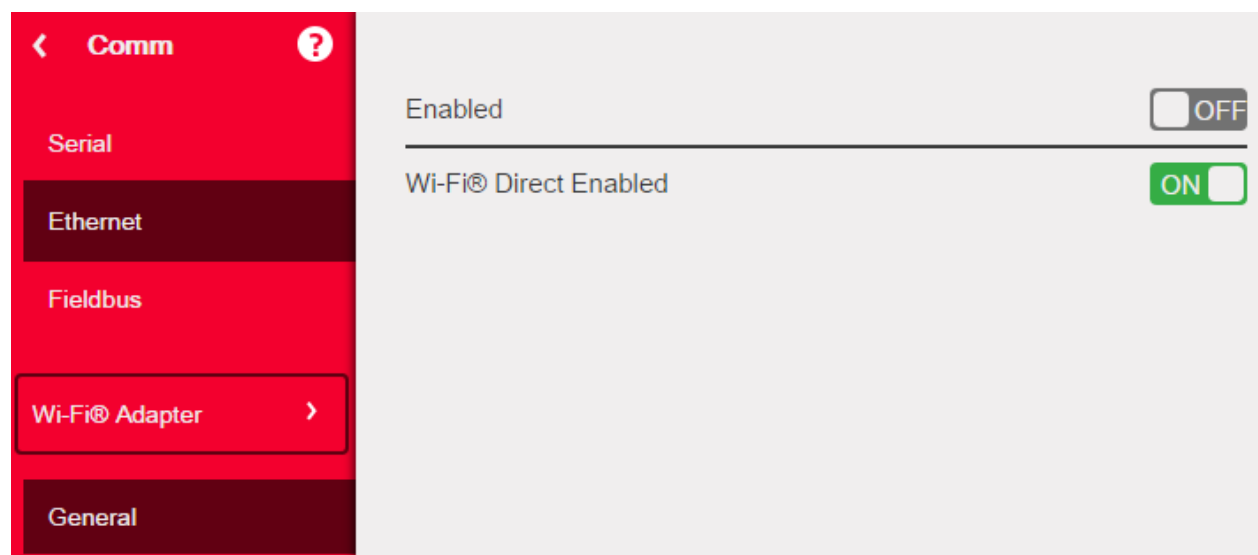 Comm ?
Serial
Ethernet
Fieldbus
Wi-Fi® Adapter
General
Enabled OFF
Wi-Fi® Direct Enabled ON